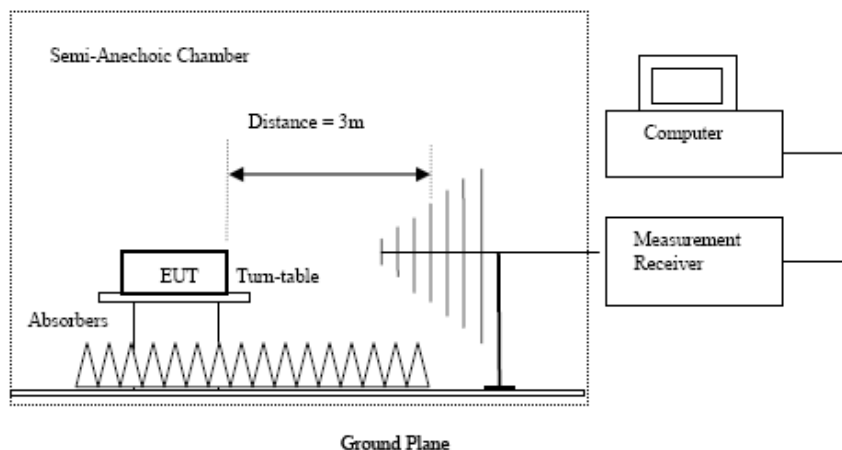 Semi-Anechoic Chamber
Distance = 3m
Computer
Measurement
Receiver
EUT
Turn-table
Absorbers
Ground Plane